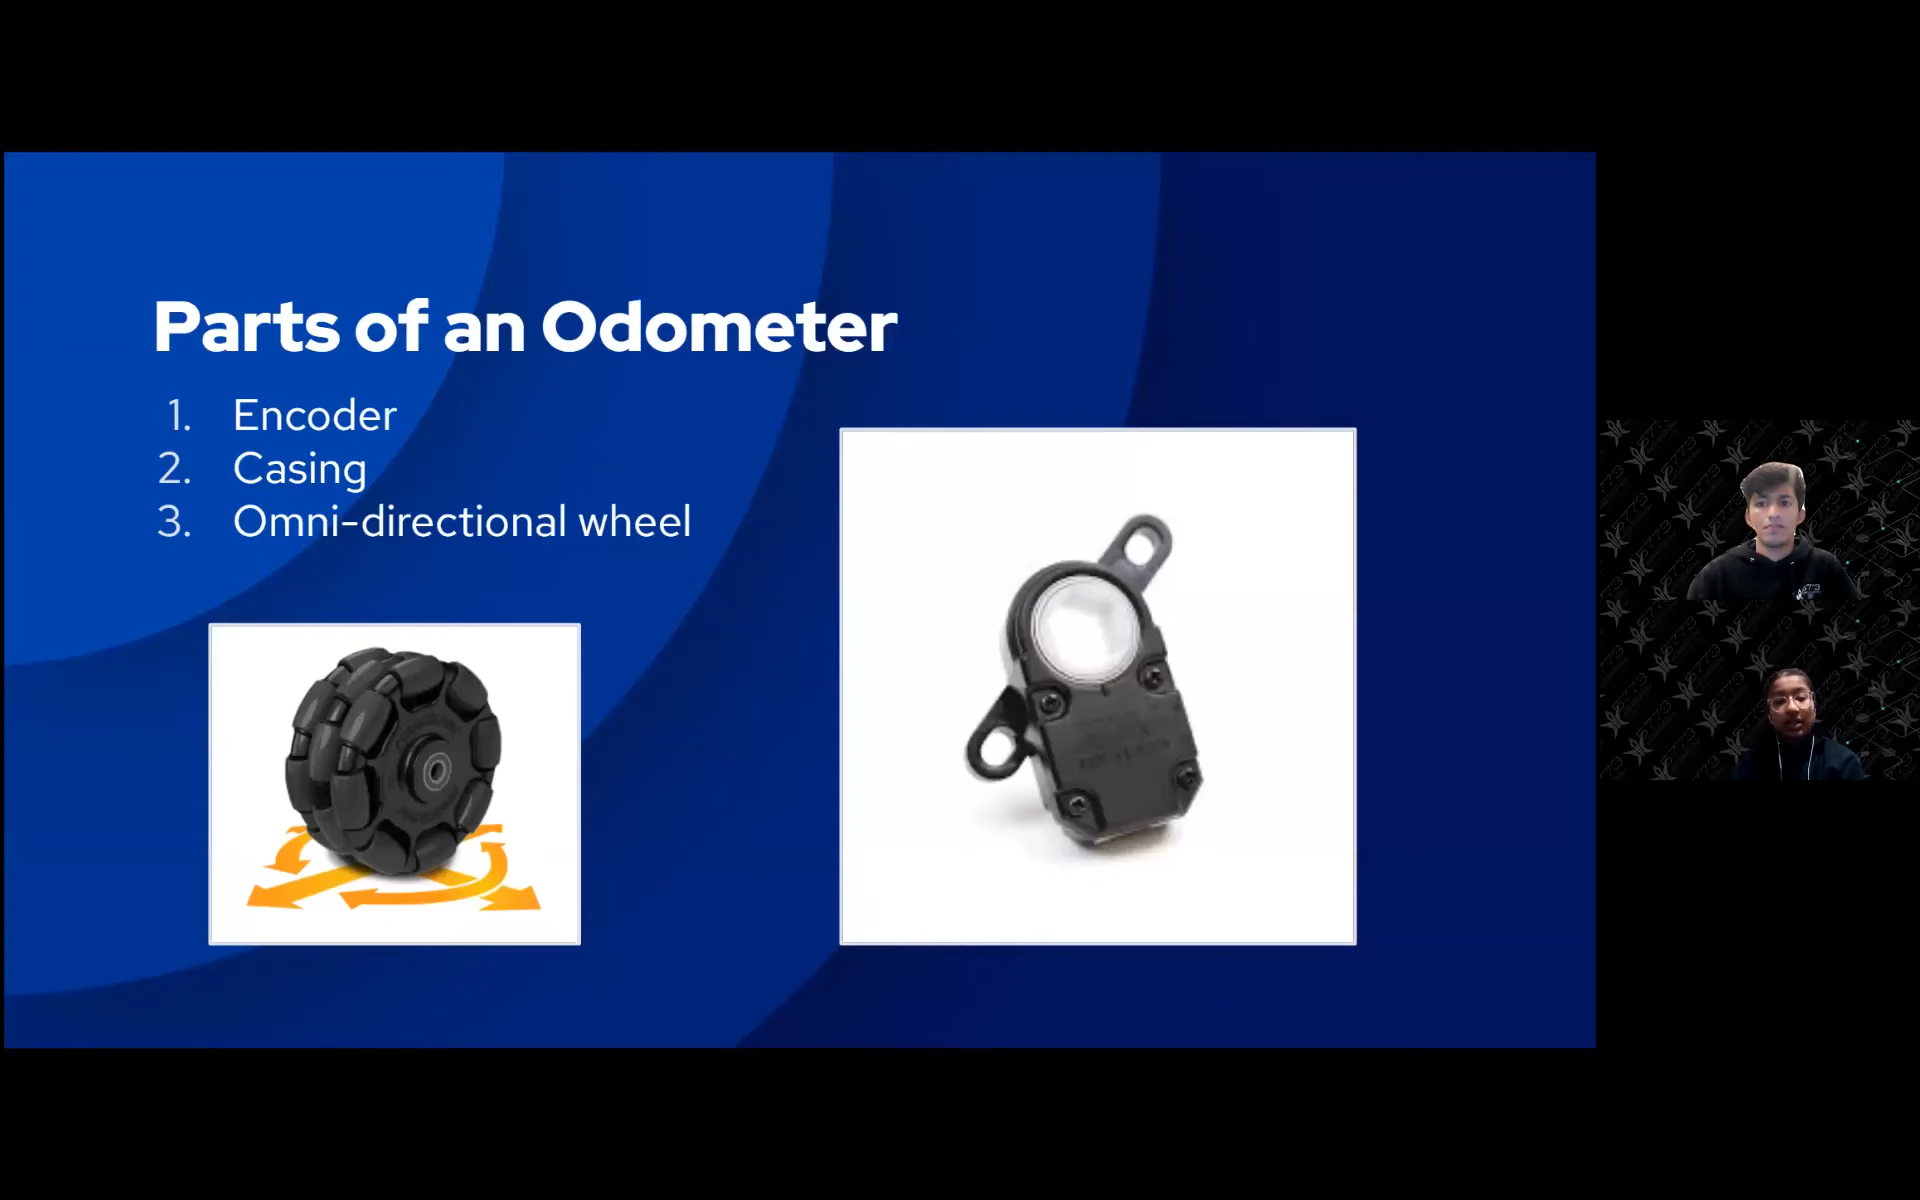 Parts of an Odometer
1. Encoder
2. Casing
3. Omni-directional wheel